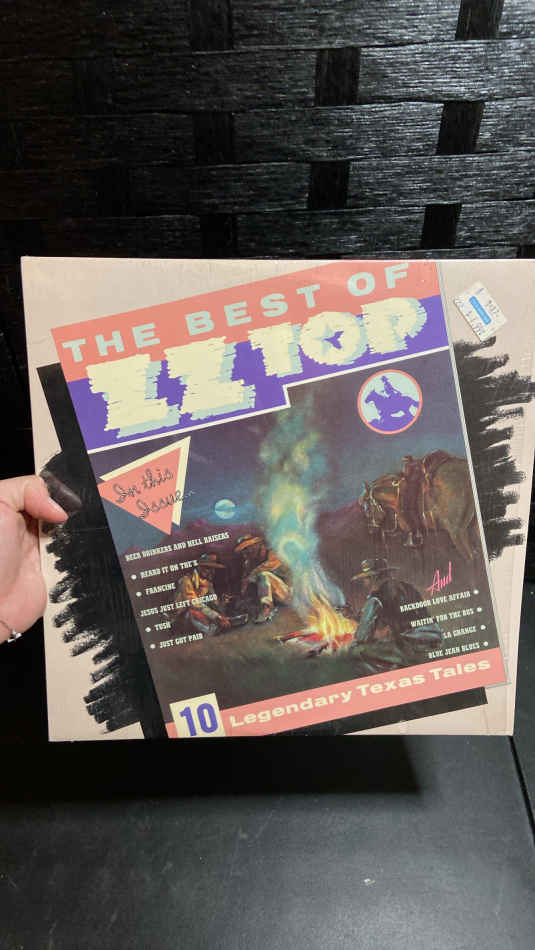 THE BEST OF
ZZ TOP
In this
Issue...
BEER DRINKERS AND HELL RAISERS
• HEARD IT ON THE X
• FRANCINE
JESUS JUST LEFT CHICAGO
• TUSH
• JUST GOT PAID
And
BACKDOOR LOVE AFFAIR •
WAITIN' FOR THE BUS •
LA GRANGE •
BLUE JEAN BLUES •
10 Legendary Texas Tales